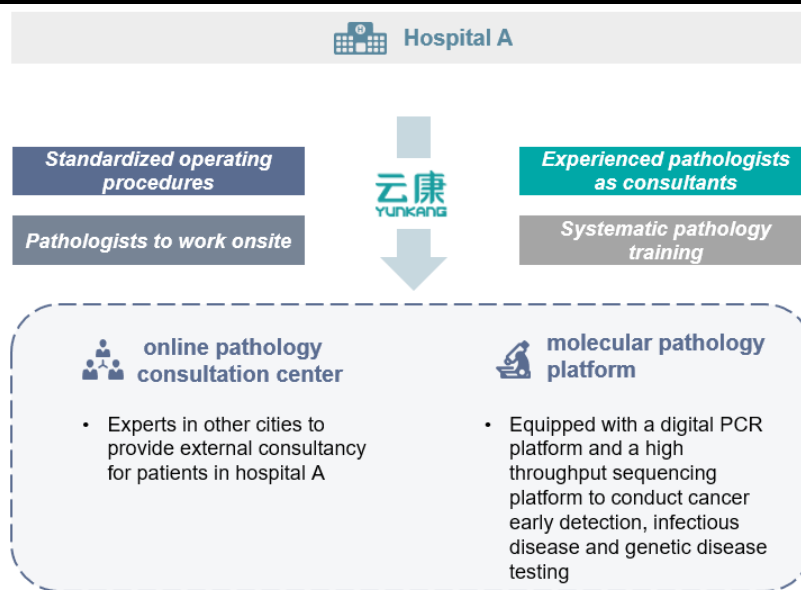 Hospital A
Standardized operating
procedures
Experienced pathologists
as consultants
云康
YUNKANG
Pathologists to work onsite
Systematic pathology
training
online pathology
consultation center
• Experts in other cities to
provide external consultancy
for patients in hospital A
molecular pathology
platform
• Equipped with a digital PCR
platform and a high
throughput sequencing
platform to conduct cancer
early detection, infectious
disease and genetic disease
testing